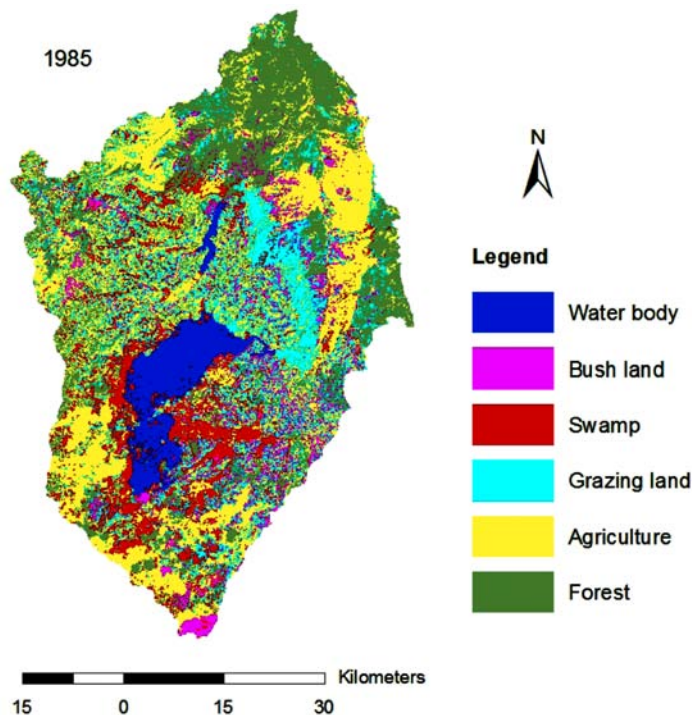 1985
N
Legend
Water body
Bush land
Swamp
Grazing land
Agriculture
Forest
Kilometers
15 0 15 30